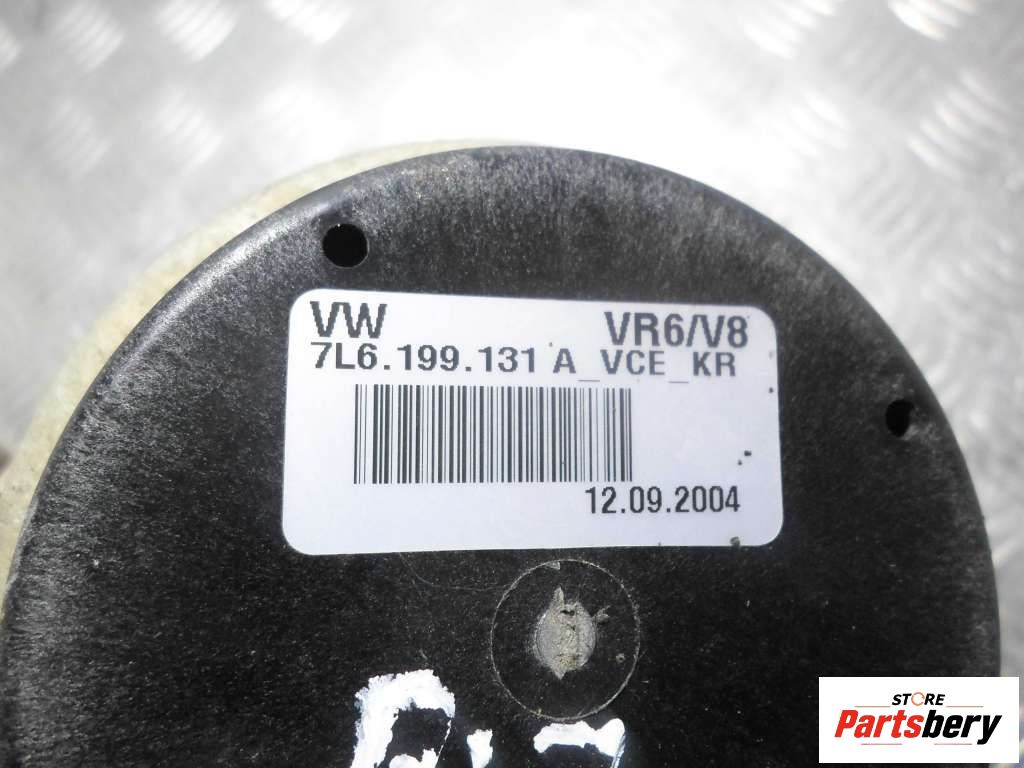 VW VR6/V8
7L6.199.131 A_VCE_KR
12.09.2004
STORE
Partsbery